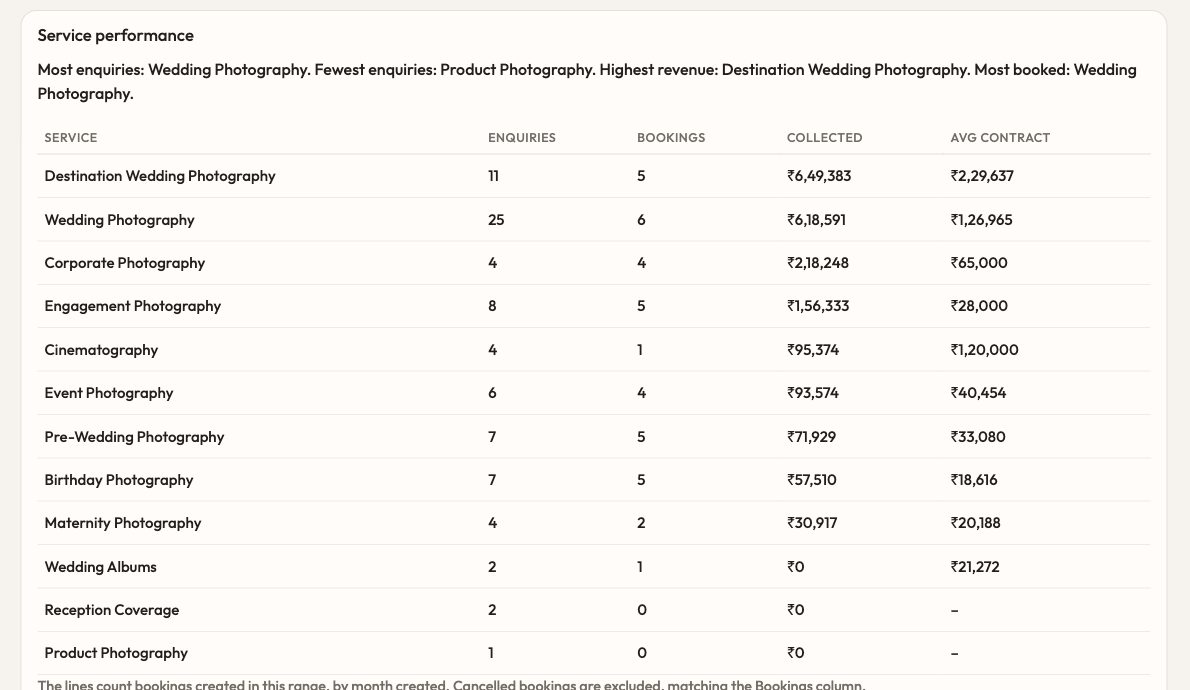 Service performance
Most enquiries: Wedding Photography. Fewest enquiries: Product Photography. Highest revenue: Destination Wedding Photography. Most booked: Wedding
Photography.
SERVICE ENQUIRIES BOOKINGS COLLECTED AVG CONTRACT
Destination Wedding Photography 11 5 ₹6,49,383 ₹2,29,637
Wedding Photography 25 6 ₹6,18,591 ₹1,26,965
Corporate Photography 4 4 ₹2,18,248 ₹65,000
Engagement Photography 8 5 ₹1,56,333 ₹28,000
Cinematography 4 1 ₹95,374 ₹1,20,000
Event Photography 6 4 ₹93,574 ₹40,454
Pre-Wedding Photography 7 5 ₹71,929 ₹33,080
Birthday Photography 7 5 ₹57,510 ₹18,616
Maternity Photography 4 2 ₹30,917 ₹20,188
Wedding Albums 2 1 ₹0 ₹21,272
Reception Coverage 2 0 ₹0 –
Product Photography 1 0 ₹0 –
The lines count bookings created in this range, by month created. Cancelled bookings are excluded, matching the Bookings column.